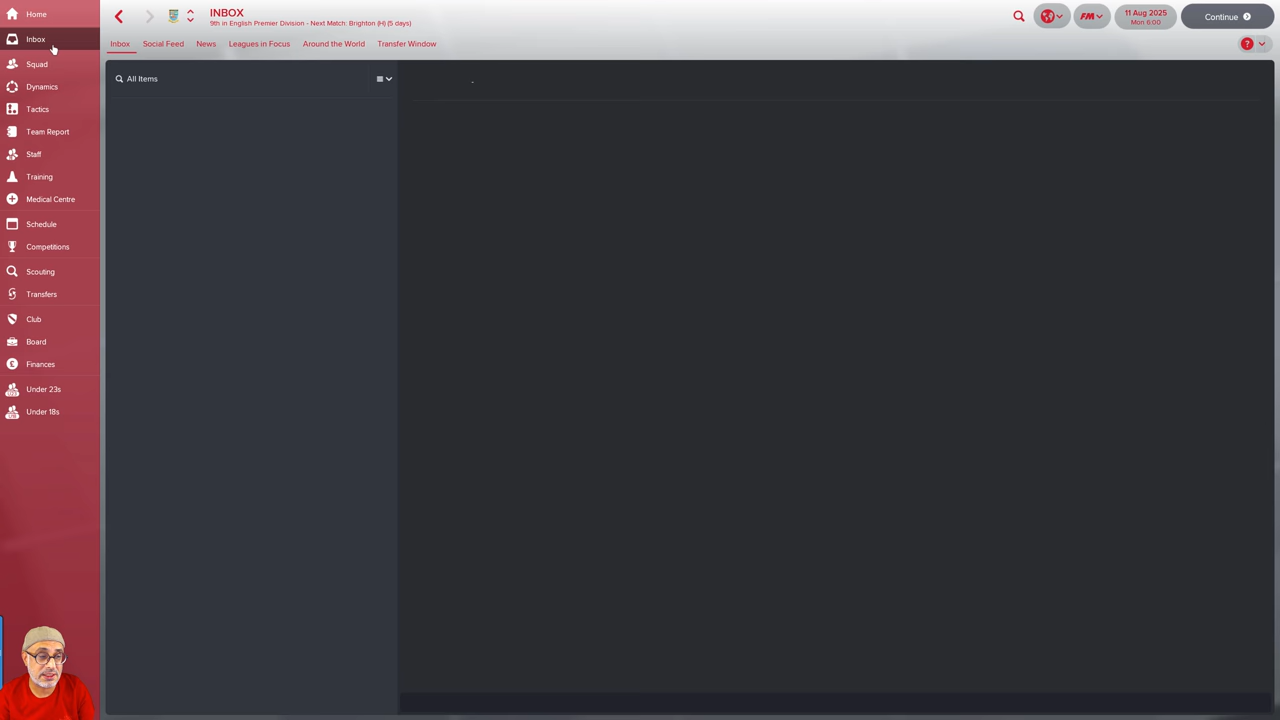 Home
Inbox
Squad
Dynamics
Tactics
Team Report
Staff
Training
Medical Centre
Schedule
Competitions
Scouting
Transfers
Club
Board
Finances
Under 23s
Under 18s
INBOX
9th in English Premier Division - Next Match: Brighton (H) (5 days)
FM
11 Aug 2025
Mon 6:00
Continue
Inbox Social Feed News Leagues in Focus Around the World Transfer Window
?
All Items
-